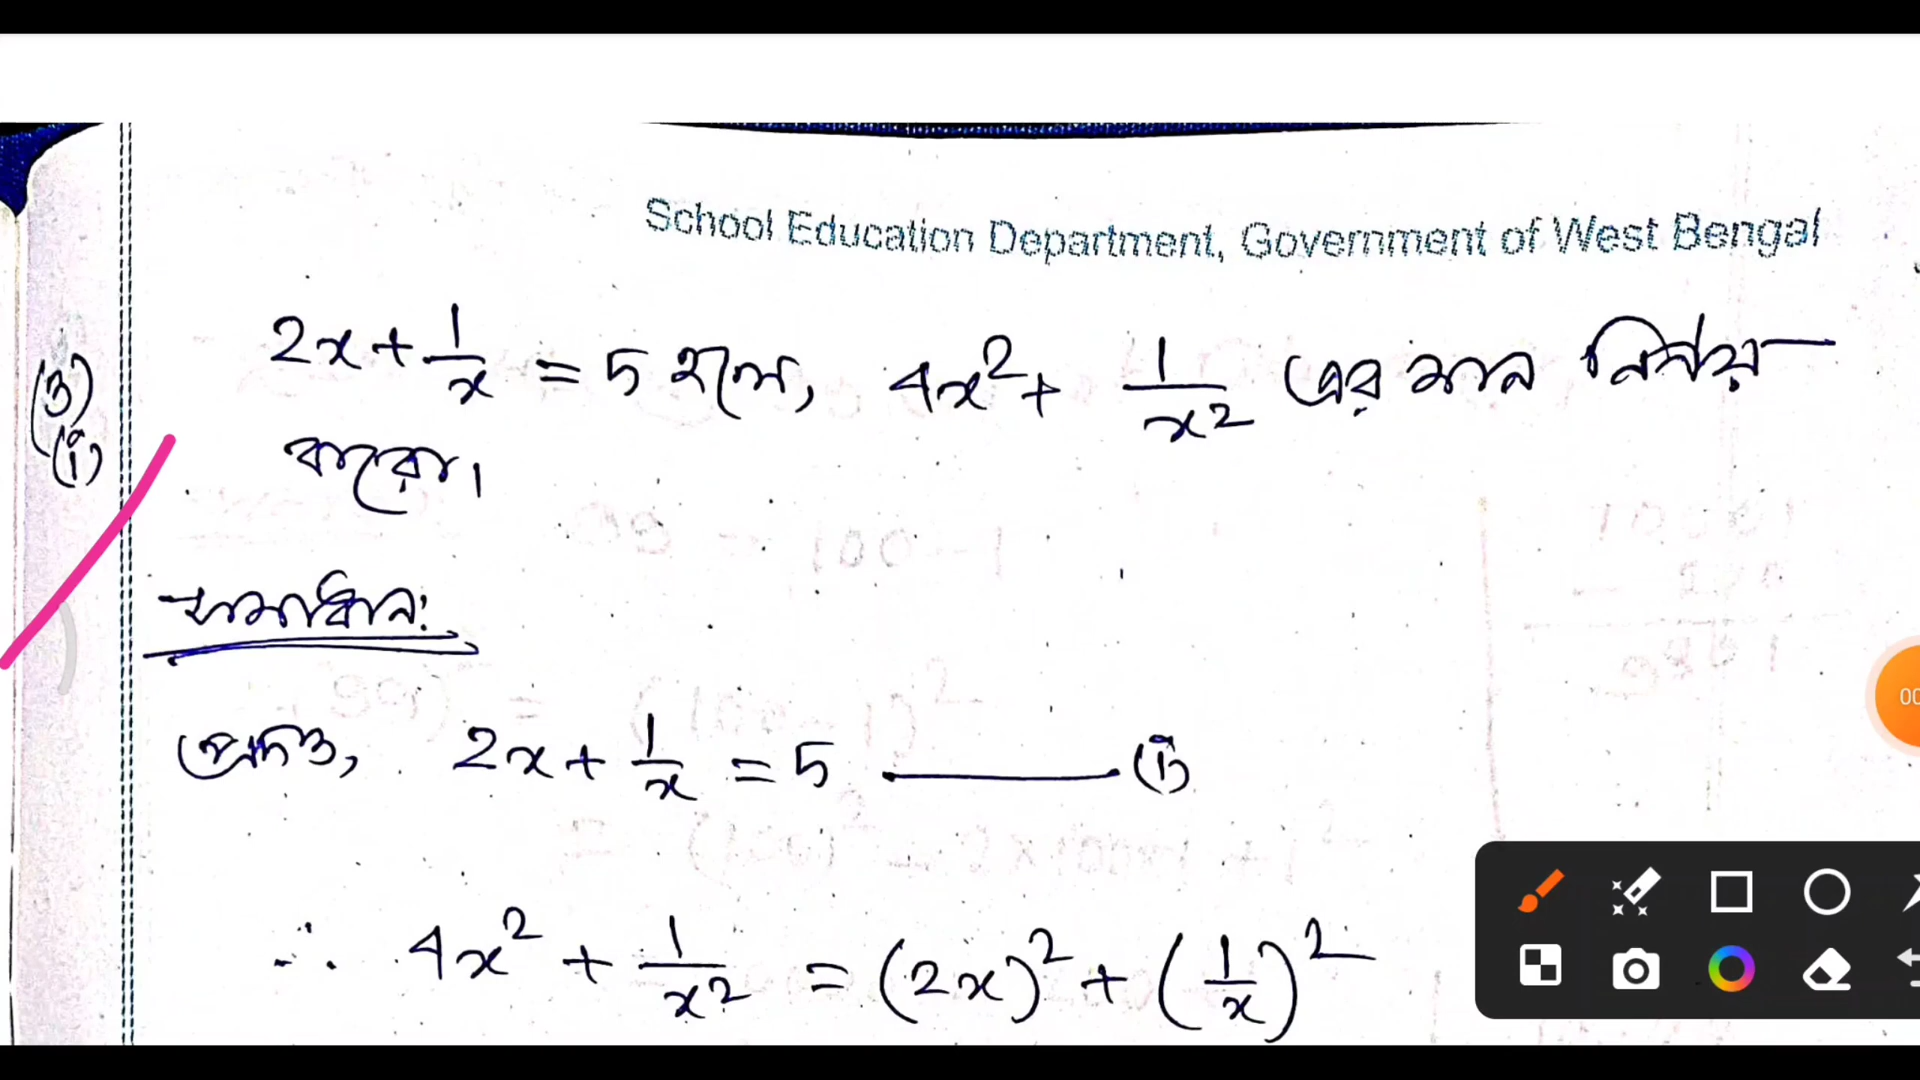 School Education Department, Government of West Bengal
(3) 2x + 1/x = 5 হলে, 4x² + 1/x² এর মান নির্ণয়
(i) করো।
সমাধান:
প্রদত্ত, 2x + 1/x = 5 ——— (i)
∴ 4x² + 1/x² = (2x)² + (1/x)²
00